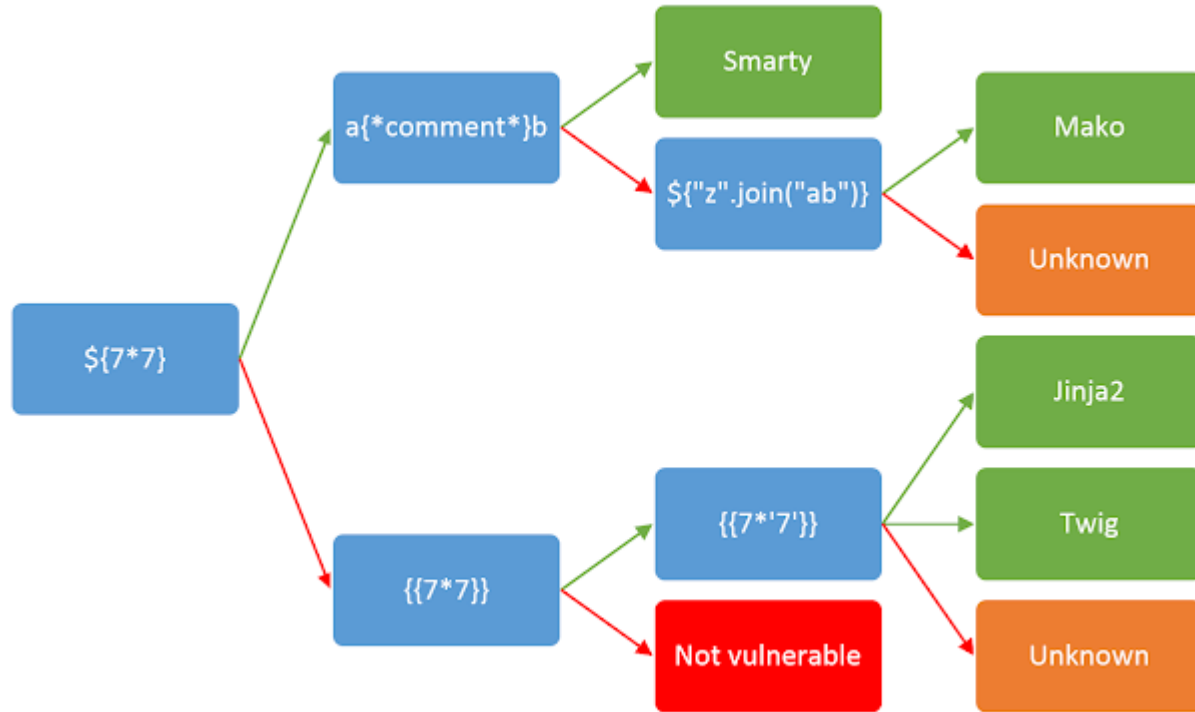 Smarty
a{*comment*}b
Mako
${"z".join("ab")}
Unknown
${7*7}
Jinja2
{{7*'7'}}
Twig
{{7*7}}
Not vulnerable
Unknown